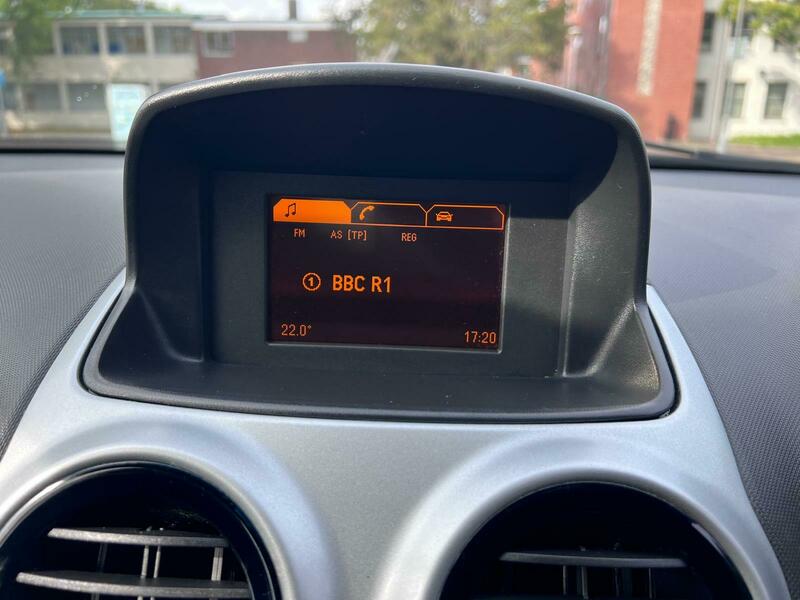 FM AS [TP] REG
1 BBC R1
22.0° 17:20